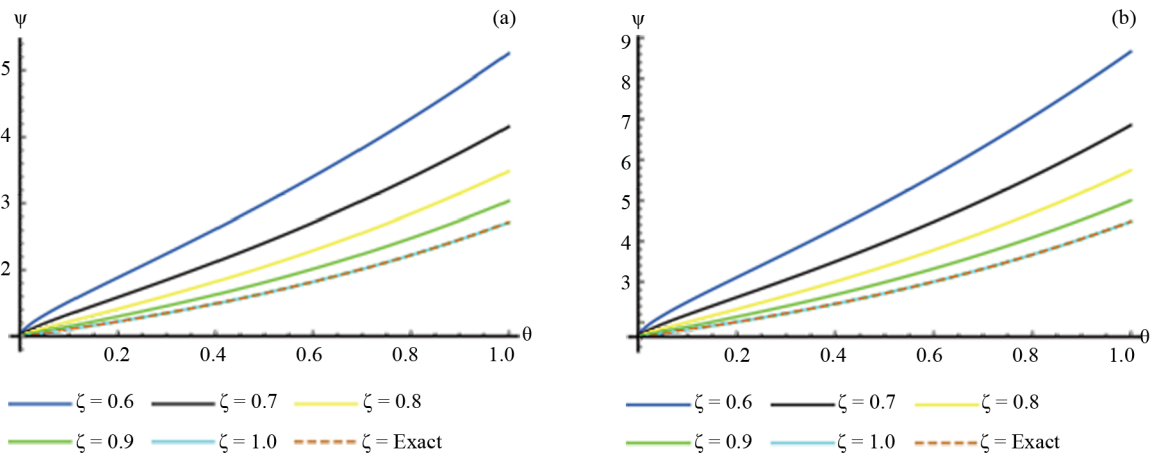 ψ (a)
5
4
3
2
0.2 0.4 0.6 0.8 1.0 θ
ζ = 0.6 ζ = 0.7 ζ = 0.8
ζ = 0.9 ζ = 1.0 ζ = Exact
ψ (b)
9
8
7
6
5
4
3
0.2 0.4 0.6 0.8 1.0 θ
ζ = 0.6 ζ = 0.7 ζ = 0.8
ζ = 0.9 ζ = 1.0 ζ = Exact